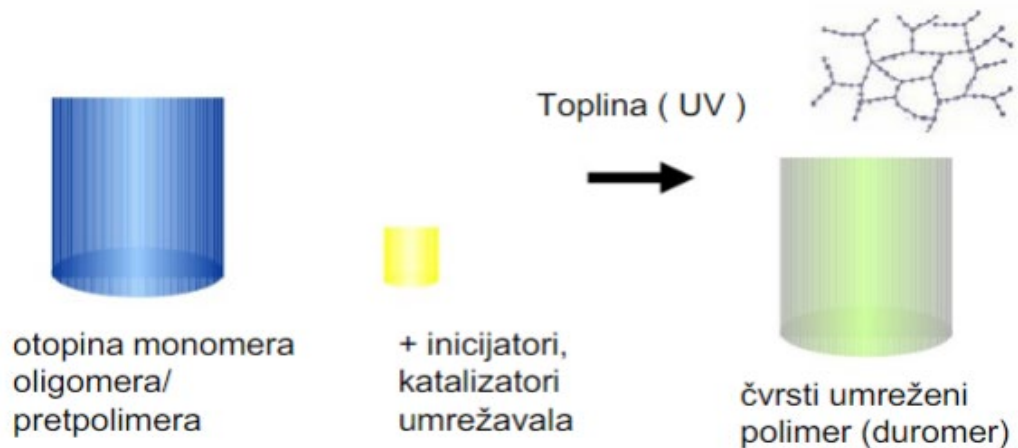 Toplina ( UV )
otopina monomera
oligomera/
pretpolimera
+ inicijatori,
katalizatori
umrežavala
čvrsti umreženi
polimer (duromer)